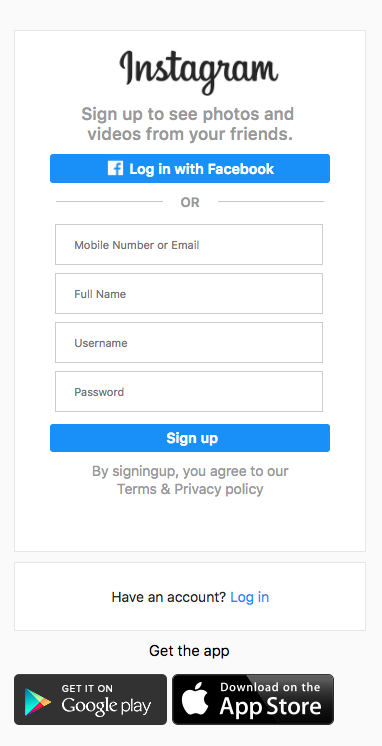 Instagram
Sign up to see photos and
videos from your friends.
Log in with Facebook
OR
Mobile Number or Email
Full Name
Username
Password
Sign up
By signingup, you agree to our
Terms & Privacy policy
Have an account? Log in
Get the app
GET IT ON
Google play
Download on the
App Store